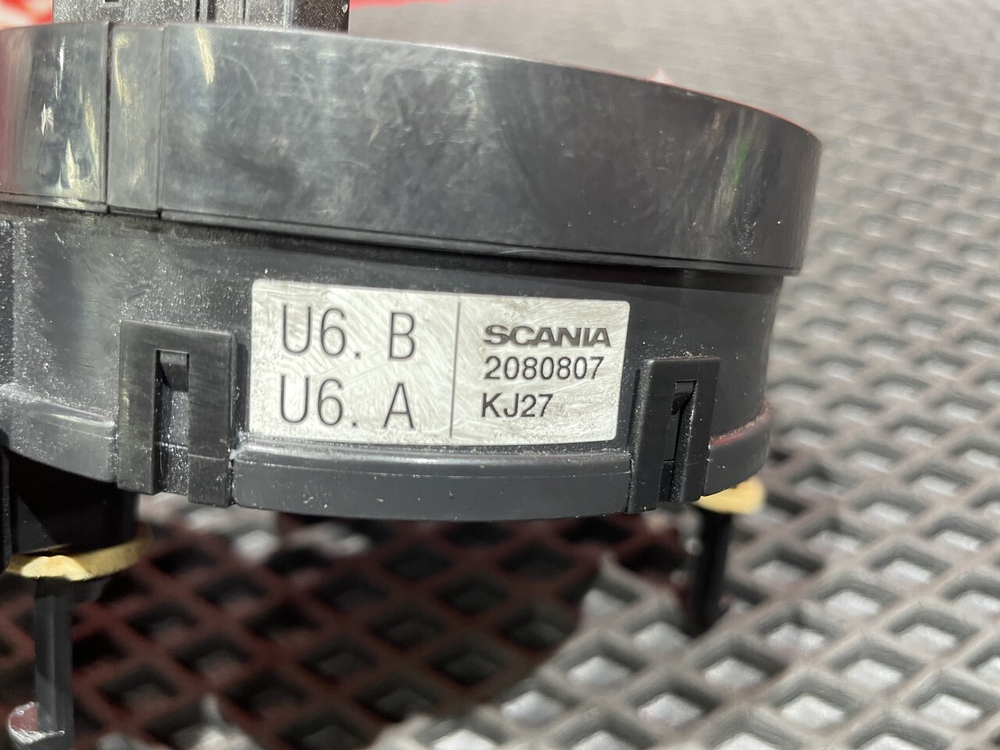 U6. B
U6. A
SCANIA
2080807
KJ27